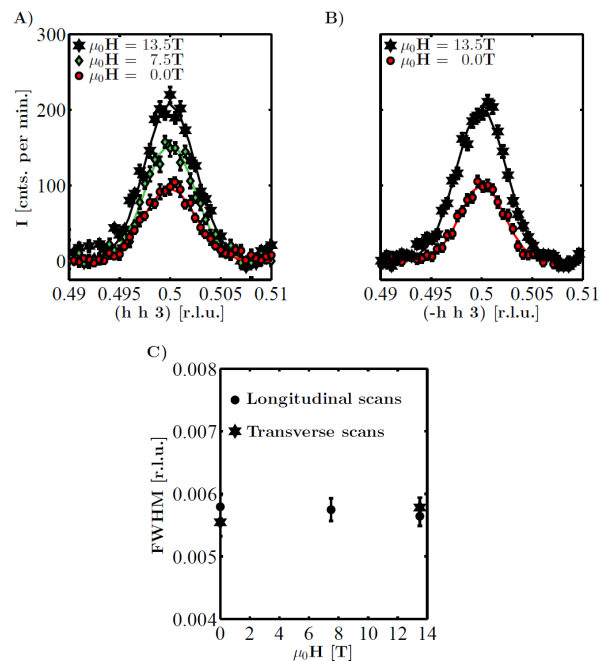 A)
B)
300
200
100
0
I [cnts. per min.]
μ₀H = 13.5T
μ₀H = 7.5T
μ₀H = 0.0T
0.49 0.495 0.5 0.505 0.51
(h h 3) [r.l.u.]
μ₀H = 13.5T
μ₀H = 0.0T
0.49 0.495 0.5 0.505 0.51
(-h h 3) [r.l.u.]
C)
0.008
0.007
0.006
0.005
0.004
FWHM [r.l.u.]
Longitudinal scans
Transverse scans
0 2 4 6 8 10 12 14
μ₀H [T]